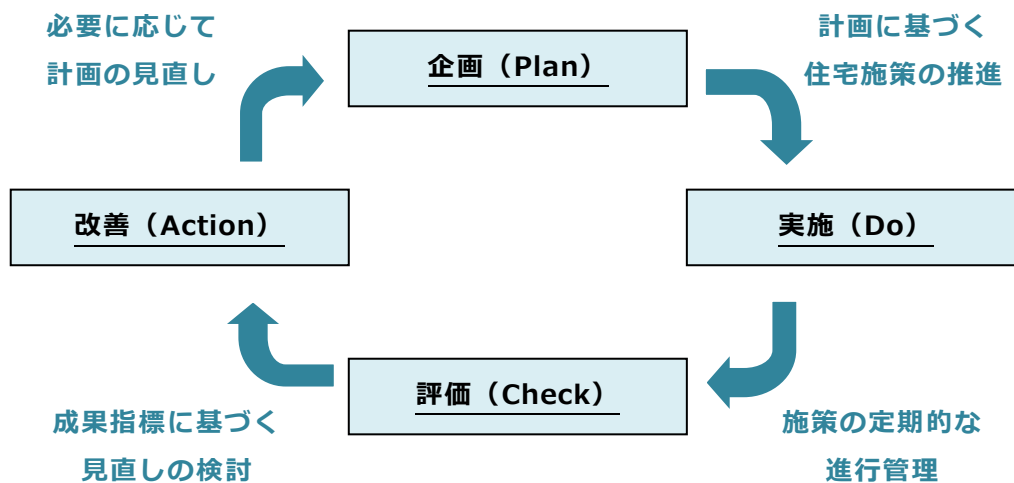 必要に応じて
計画の見直し
企画（Plan）
計画に基づく
住宅施策の推進
改善（Action）
実施（Do）
評価（Check）
成果指標に基づく
見直しの検討
施策の定期的な
進行管理